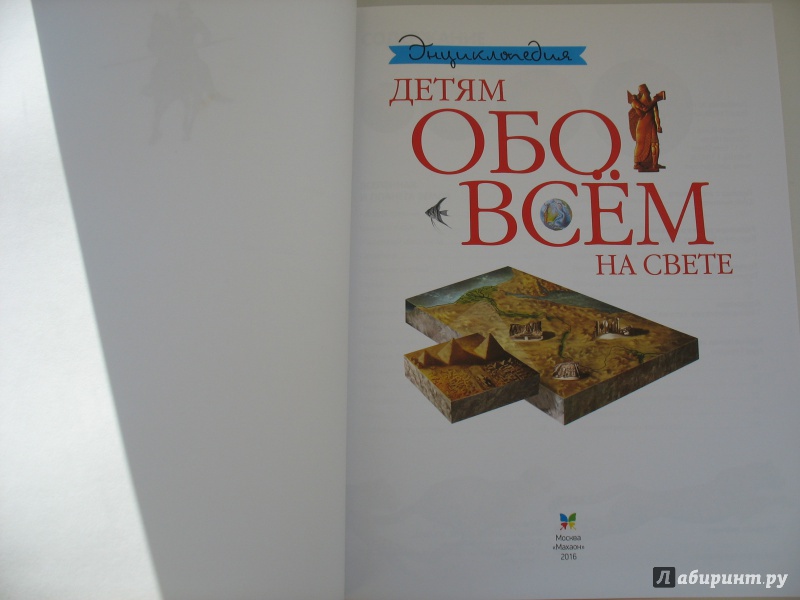 Энциклопедия
ДЕТЯМ
ОБО
ВСЁМ
НА СВЕТЕ
Москва
«Махаон»
2016
Лабиринт.ру